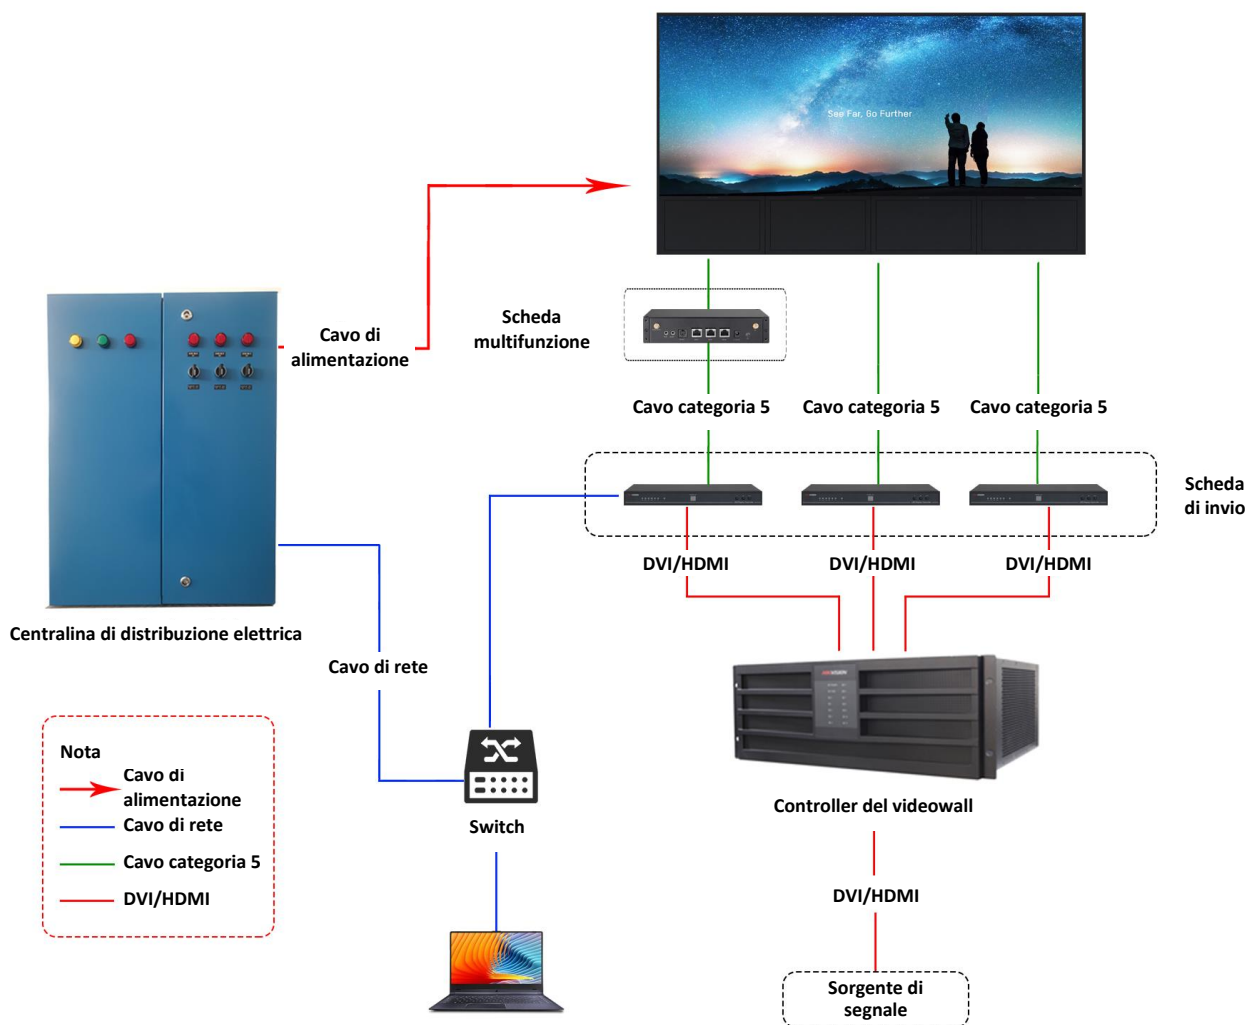 See Far, Go Further
Scheda
multifunzione
Cavo di
alimentazione
Cavo categoria 5
Cavo categoria 5
Cavo categoria 5
Scheda
di invio
DVI/HDMI
DVI/HDMI
DVI/HDMI
Centralina di distribuzione elettrica
Cavo di rete
HIKVISION
Nota
Cavo di
alimentazione
Cavo di rete
Cavo categoria 5
DVI/HDMI
Switch
Controller del videowall
DVI/HDMI
Sorgente di
segnale